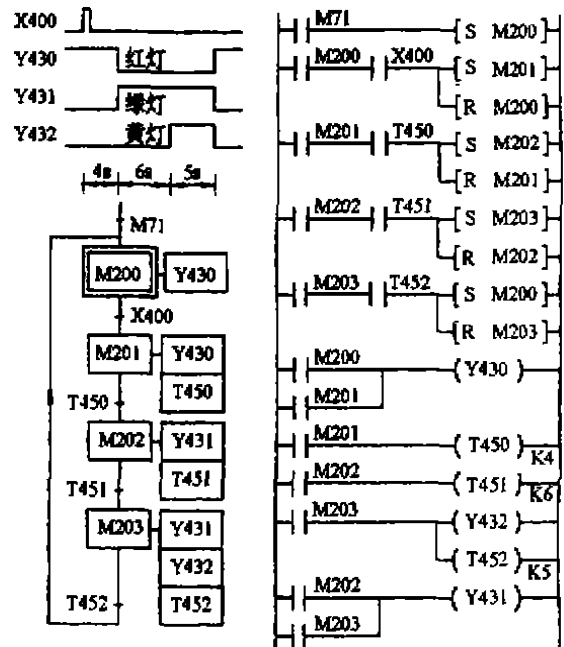 X400
Y430 红灯
Y431 绿灯
Y432 黄灯
4s 6s 5s
M71
M200 Y430
X400
M201 Y430
T450
T450
M202 Y431
T451
T451
M203 Y431
Y432
T452 T452
M71 S M200
M200 X400 S M201
R M200
M201 T450 S M202
R M201
M202 T451 S M203
R M202
M203 T452 S M200
R M203
M200 Y430
M201
M201 T450 K4
M202 T451 K6
M203 Y432
T452 K5
M202 Y431
M203